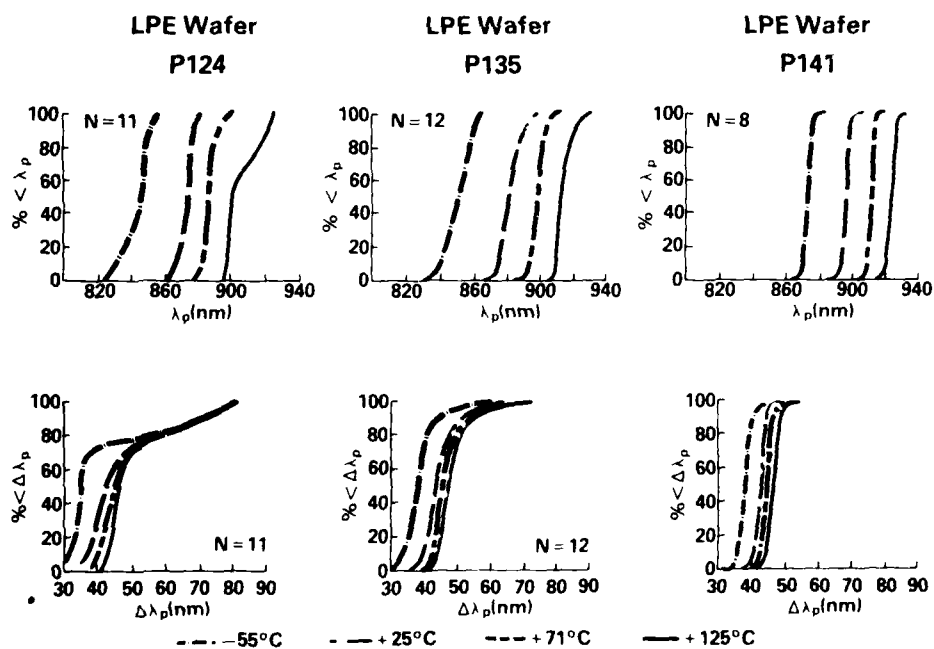 LPE Wafer LPE Wafer LPE Wafer
P124 P135 P141
100 N=11 100 N=12 100 N=8
80 80 80
60 60 60
40 40 40
20 20 20
0 0 0
% < λp % < λp % < λp
820 860 900 940 820 860 900 940 820 860 900 940
λp(nm) λp(nm) λp(nm)
100 100 100
80 80 80
60 60 60
40 40 40
20 N=11 20 N=12 20
0 0 0
% < Δλp % < Δλp % < Δλp
30 40 50 60 70 80 90 30 40 50 60 70 80 90 30 40 50 60 70 80 90
Δλp(nm) Δλp(nm) Δλp(nm)
−55°C +25°C +71°C +125°C